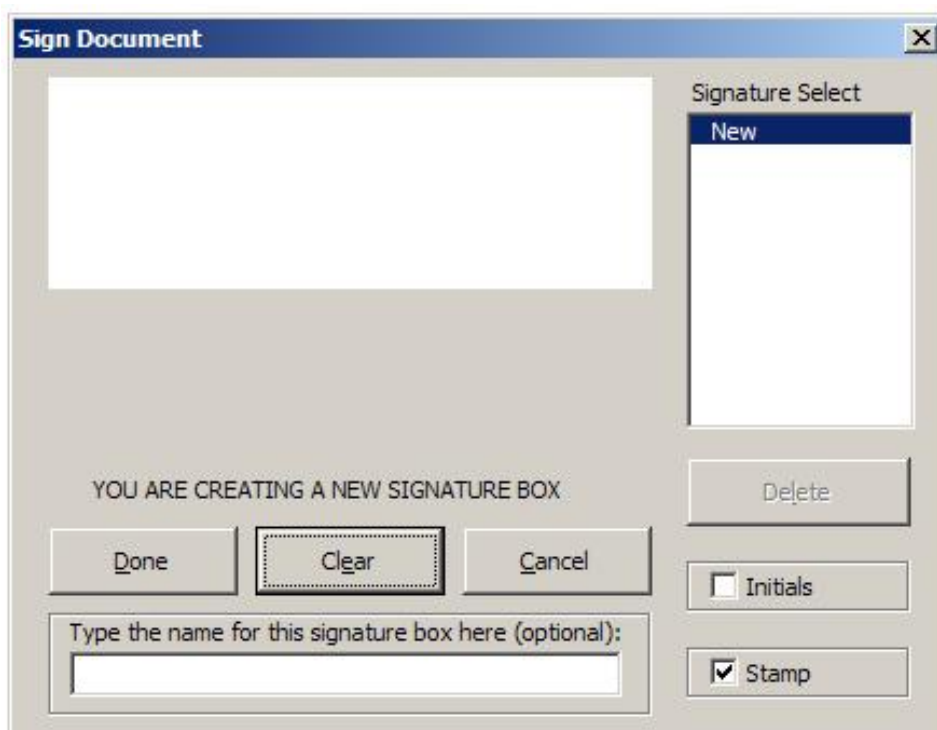 Sign Document
Signature Select
New
YOU ARE CREATING A NEW SIGNATURE BOX
Delete
Done
Clear
Cancel
Initials
Type the name for this signature box here (optional):
Stamp